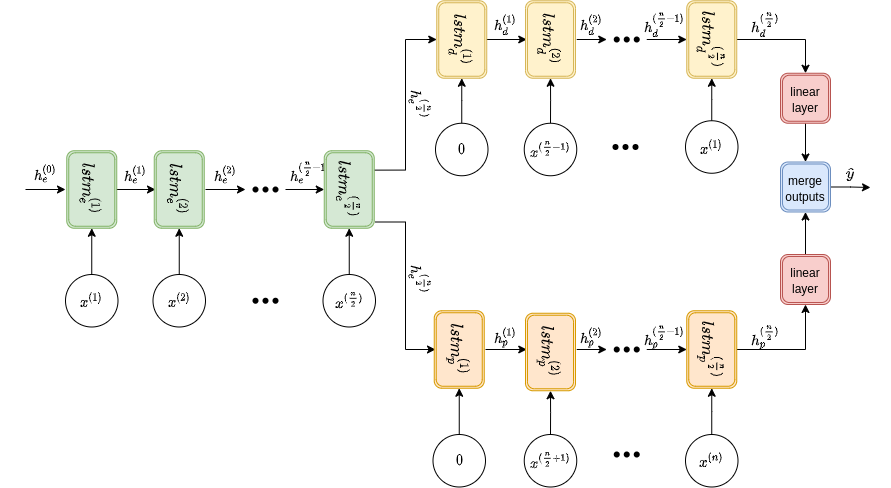 lstm_d^{(1)}
h_d^{(1)}
lstm_d^{(2)}
h_d^{(2)}
•••
h_d^{(\frac{n}{2}-1)}
lstm_d^{(\frac{n}{2})}
h_d^{(\frac{n}{2})}
linear
layer
h_e^{(\frac{n}{2})}
0
x^{(\frac{n}{2}-1)}
•••
x^{(1)}
h_e^{(0)}
lstm_e^{(1)}
h_e^{(1)}
lstm_e^{(2)}
h_e^{(2)}
•••
h_e^{(\frac{n}{2}-1
lstm_e^{(\frac{n}{2})}
merge
outputs
ŷ
x^{(1)}
x^{(2)}
•••
x^{(\frac{n}{2})}
h_e^{(\frac{n}{2})}
linear
layer
lstm_p^{(1)}
h_p^{(1)}
lstm_p^{(2)}
h_p^{(2)}
•••
h_p^{(\frac{n}{2}-1)}
lstm_p^{(\frac{n}{2})}
h_p^{(\frac{n}{2})}
0
x^{(\frac{n}{2}+1)}
•••
x^{(n)}